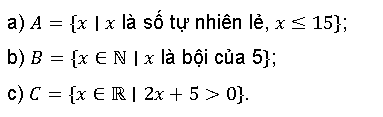 a) A = {x | x là số tự nhiên lẻ, x ≤ 15};
b) B = {x ∈ ℕ | x là bội của 5};
c) C = {x ∈ ℝ | 2x + 5 > 0}.